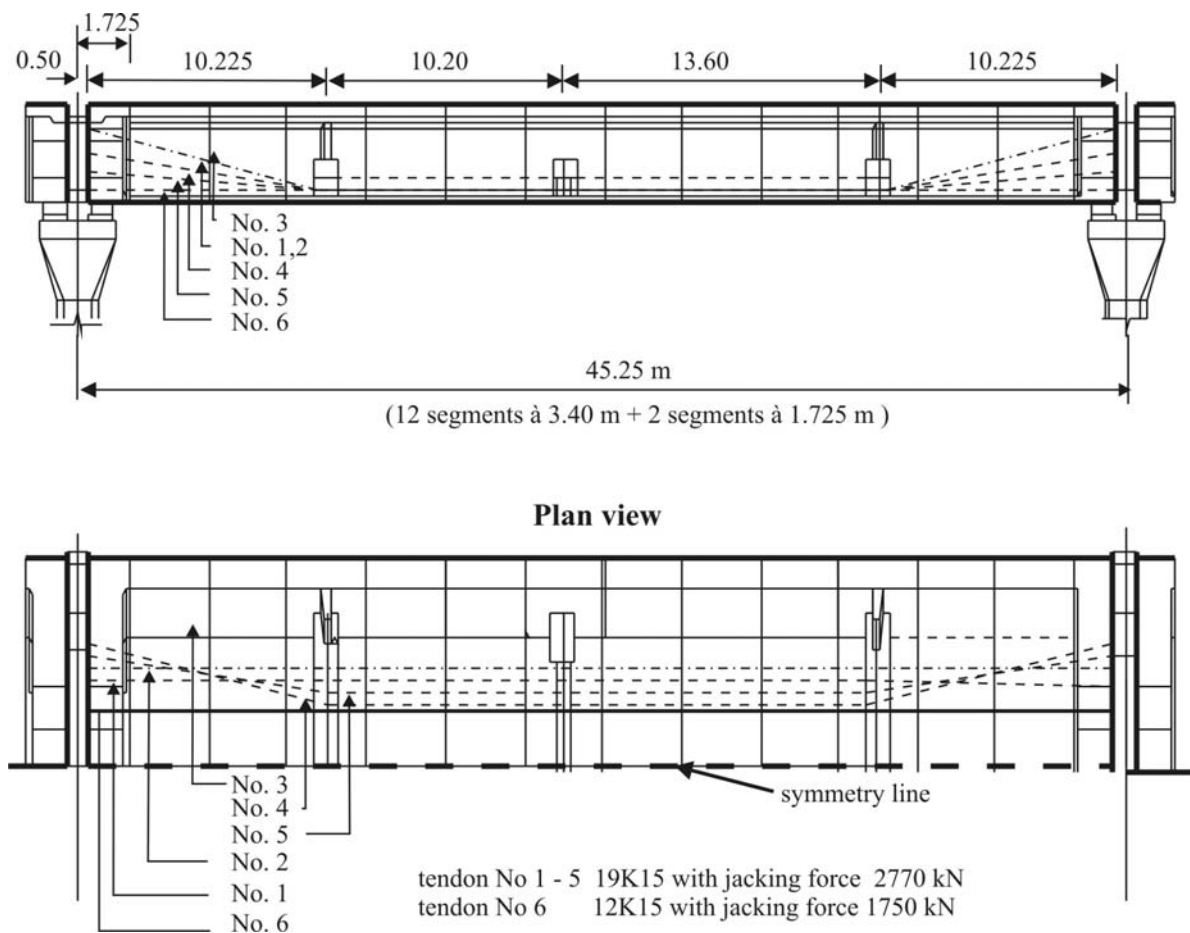 1.725
0.50
10.225
10.20
13.60
10.225
No. 3
No. 1,2
No. 4
No. 5
No. 6
45.25 m
(12 segments à 3.40 m + 2 segments à 1.725 m )
Plan view
symmetry line
No. 3
No. 4
No. 5
No. 2
No. 1
No. 6
tendon No 1 - 5 19K15 with jacking force 2770 kN
tendon No 6 12K15 with jacking force 1750 kN